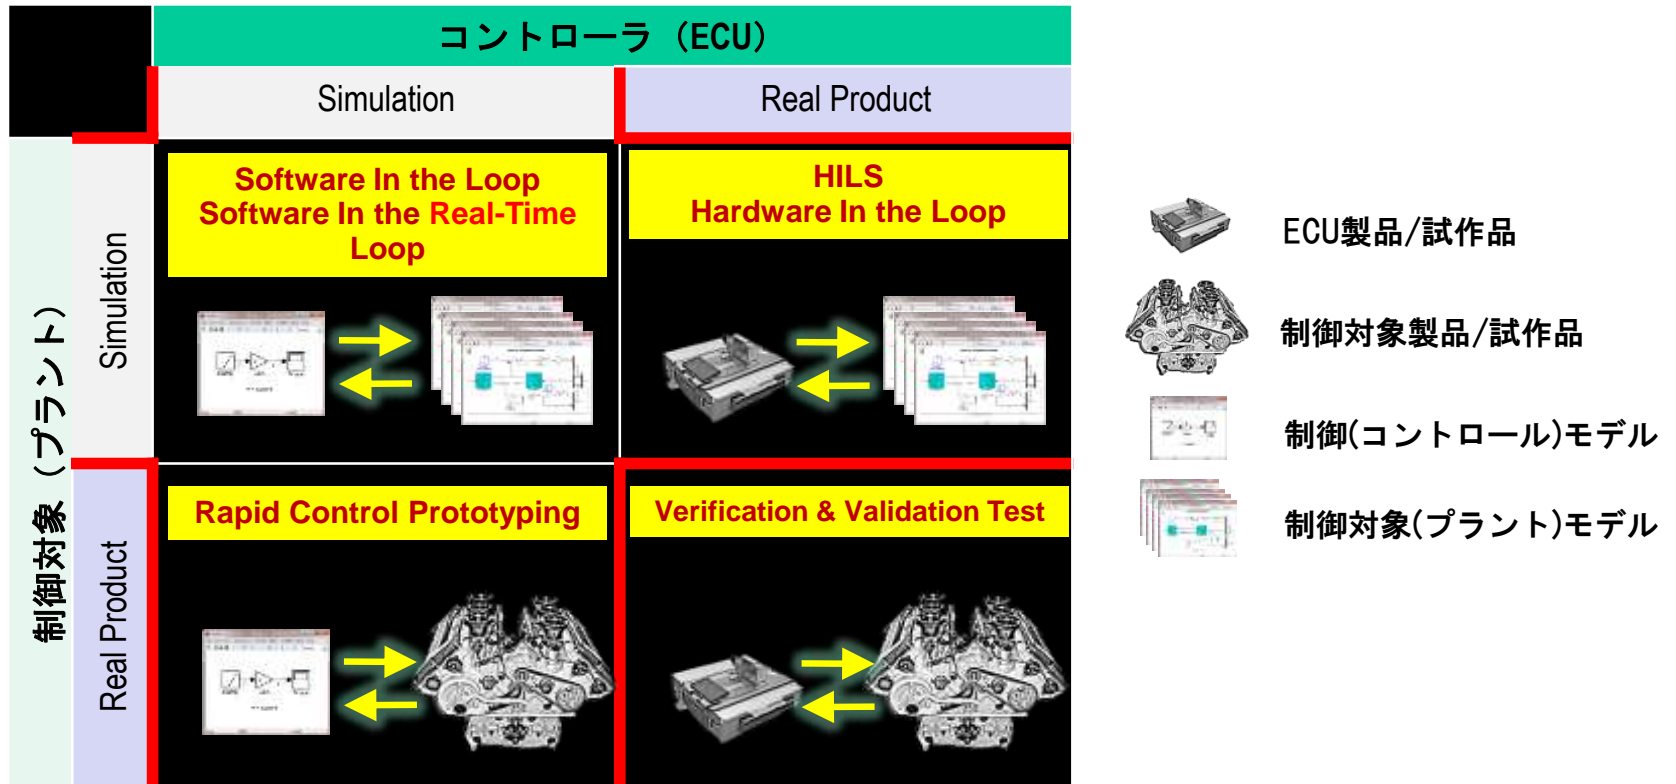 コントローラ（ECU）
Simulation
Real Product
制御対象（プラント）
Simulation
Software In the Loop
Software In the Real-Time
Loop
HILS
Hardware In the Loop
Real Product
Rapid Control Prototyping
Verification & Validation Test
ECU製品/試作品
制御対象製品/試作品
制御(コントロール)モデル
制御対象(プラント)モデル